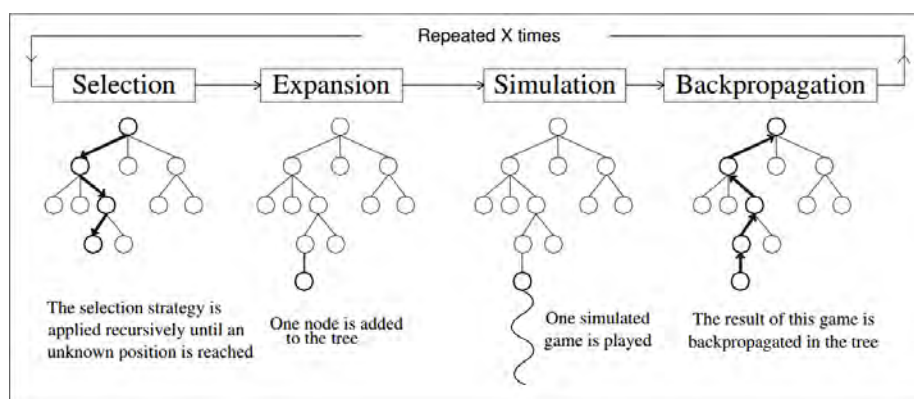 Repeated X times
Selection
Expansion
Simulation
Backpropagation
The selection strategy is
applied recursively until an
unknown position is reached
One node is added
to the tree
One simulated
game is played
The result of this game is
backpropagated in the tree